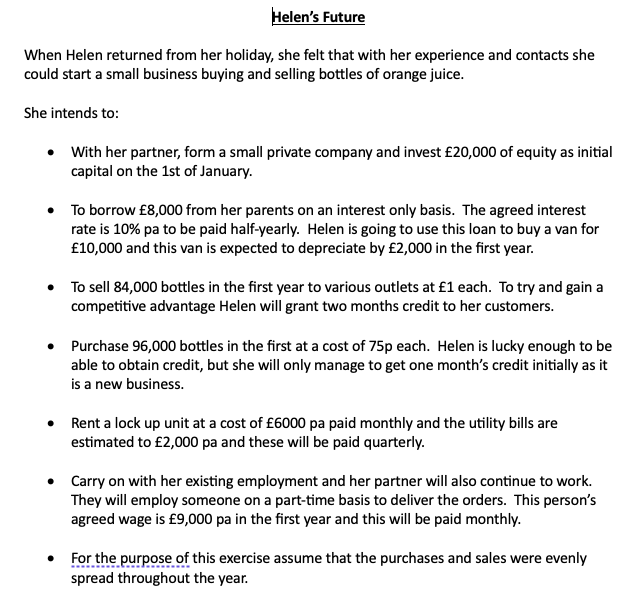 Helen's Future
When Helen returned from her holiday, she felt that with her experience and contacts she
could start a small business buying and selling bottles of orange juice.
She intends to:
• With her partner, form a small private company and invest £20,000 of equity as initial
capital on the 1st of January.
• To borrow £8,000 from her parents on an interest only basis. The agreed interest
rate is 10% pa to be paid half-yearly. Helen is going to use this loan to buy a van for
£10,000 and this van is expected to depreciate by £2,000 in the first year.
• To sell 84,000 bottles in the first year to various outlets at £1 each. To try and gain a
competitive advantage Helen will grant two months credit to her customers.
• Purchase 96,000 bottles in the first at a cost of 75p each. Helen is lucky enough to be
able to obtain credit, but she will only manage to get one month's credit initially as it
is a new business.
• Rent a lock up unit at a cost of £6000 pa paid monthly and the utility bills are
estimated to £2,000 pa and these will be paid quarterly.
• Carry on with her existing employment and her partner will also continue to work.
They will employ someone on a part-time basis to deliver the orders. This person's
agreed wage is £9,000 pa in the first year and this will be paid monthly.
• For the purpose of this exercise assume that the purchases and sales were evenly
spread throughout the year.